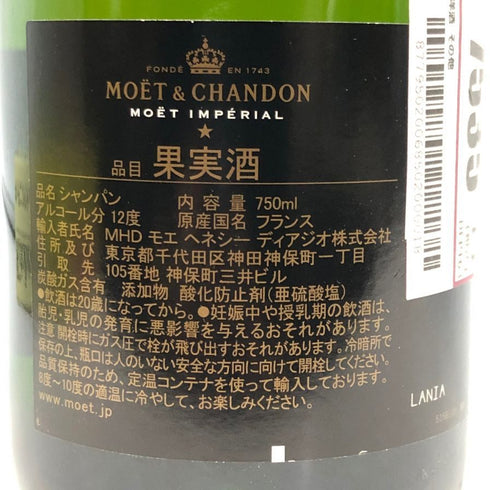 FONDÉ EN 1743
MOËT & CHANDON
MOËT IMPÉRIAL
品目 果実酒
品名 シャンパン 内容量 750ml
アルコール分 12度 原産国名 フランス
輸入者氏名 MHD モエ ヘネシー ディアジオ株式会社
住所及び 東京都千代田区神田神保町一丁目
引取先 105番地 神保町三井ビル
炭酸ガス含有 添加物 酸化防止剤(亜硫酸塩)
●飲酒は20歳になってから。●妊娠中や授乳期の飲酒は、
胎児・乳児の発育に悪影響を与えるおそれがあります。
注意 開栓時にガス圧で栓が飛び出すおそれがあります。冷暗所で
保存の上、瓶口は人のいない安全な方向に向けて開栓してください。
品質保持のため、定温コンテナを使って輸入しております。
8度〜10度の適温に冷やして、お楽しみください。
www.moet.jp
LANIA
洋酒 その他
7535